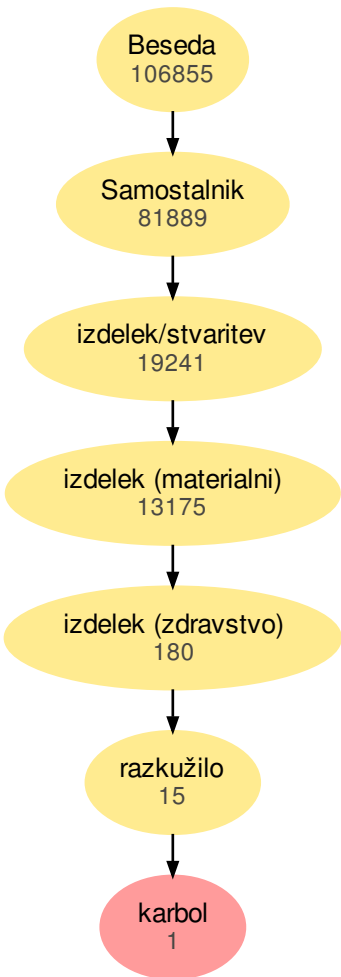 Beseda
106855
Samostalnik
81889
izdelek/stvaritev
19241
izdelek (materialni)
13175
izdelek (zdravstvo)
180
razkužilo
15
karbol
1